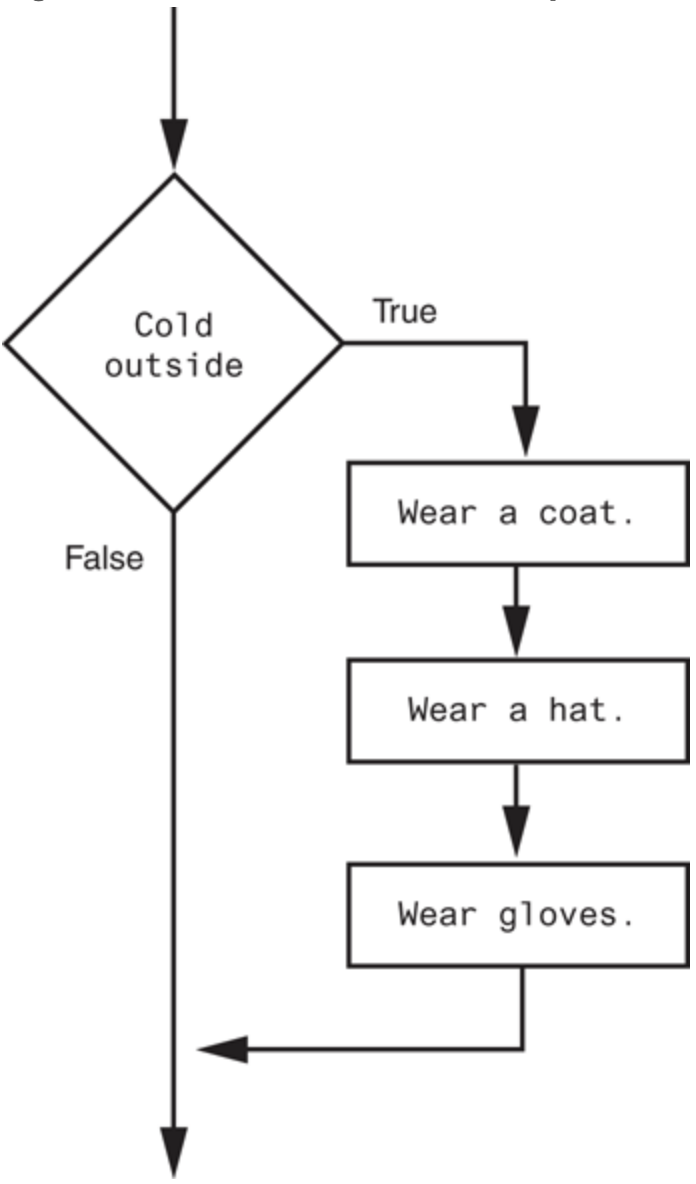 Cold
outside
True
False
Wear a coat.
Wear a hat.
Wear gloves.